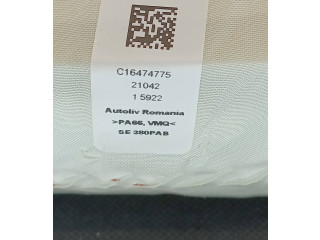 C16474775
21042
1 5922
Autoliv Romania
>PA66, VMQ<
SE 380PAB